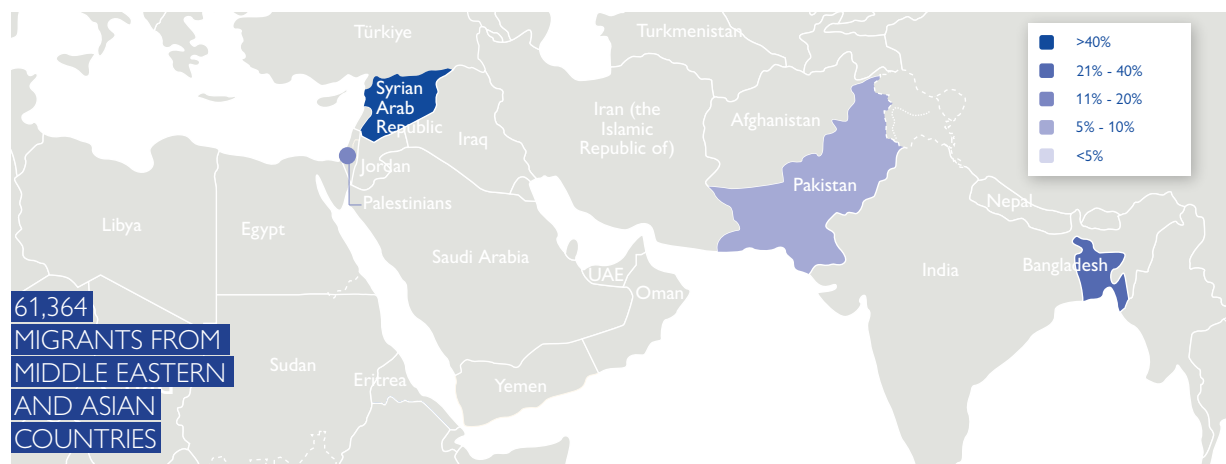 Türkiye
Turkmenistan
>40%
21% - 40%
11% - 20%
5% - 10%
<5%
Syrian
Arab
Republic
Iraq
Iran (the
Islamic
Republic of)
Afghanistan
Jordan
Pakistan
Palestinians
Nepal
Libya
Egypt
Saudi Arabia
UAE
Oman
India
Bangladesh
61,364
MIGRANTS FROM
MIDDLE EASTERN
AND ASIAN
COUNTRIES
Sudan
Eritrea
Yemen